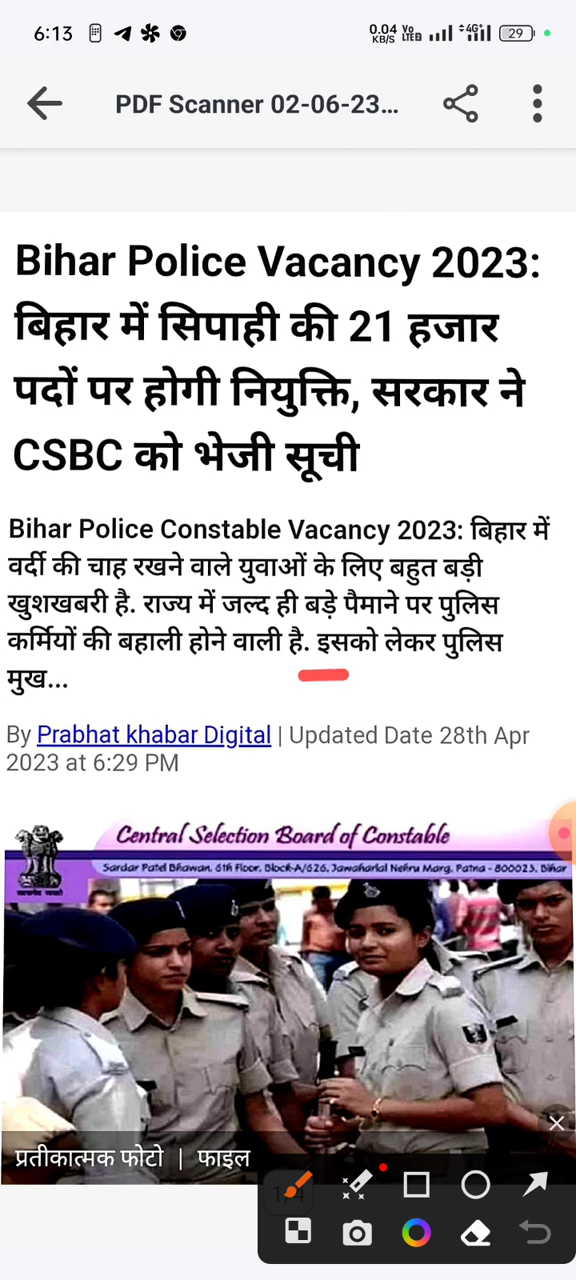 6:13
0.04 KB/S Vo LTE2 4G 29
PDF Scanner 02-06-23...
Bihar Police Vacancy 2023:
बिहार में सिपाही की 21 हजार
पदों पर होगी नियुक्ति, सरकार ने
CSBC को भेजी सूची
Bihar Police Constable Vacancy 2023: बिहार में
वर्दी की चाह रखने वाले युवाओं के लिए बहुत बड़ी
खुशखबरी है. राज्य में जल्द ही बड़े पैमाने पर पुलिस
कर्मियों की बहाली होने वाली है. इसको लेकर पुलिस
मुख...
By Prabhat khabar Digital | Updated Date 28th Apr
2023 at 6:29 PM
Central Selection Board of Constable
Sardar Patel Bhawan, 6th Floor, Block-A/626, Jawaharlal Nehru Marg, Patna - 800023, Bihar
प्रतीकात्मक फोटो | फाइल